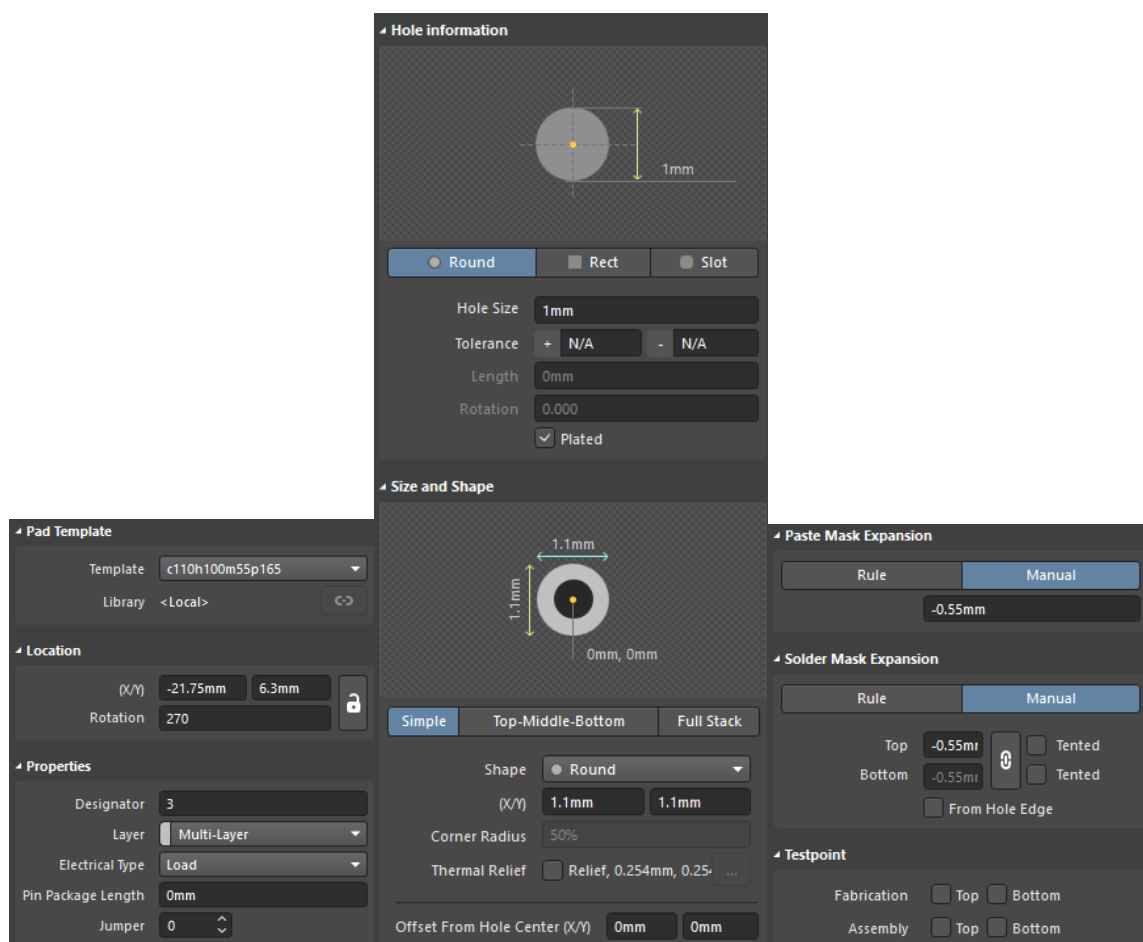 Hole information
1mm
Round Rect Slot
Hole Size 1mm
Tolerance + N/A - N/A
Length 0mm
Rotation 0.000
Plated
Size and Shape
1.1mm
1.1mm
0mm, 0mm
Simple Top-Middle-Bottom Full Stack
Shape Round
(X/Y) 1.1mm 1.1mm
Corner Radius 50%
Thermal Relief Relief, 0.254mm, 0.25 ...
Offset From Hole Center (X/Y) 0mm 0mm
Pad Template
Template c110h100m55p165
Library <Local>
Location
(X/Y) -21.75mm 6.3mm
Rotation 270
Properties
Designator 3
Layer Multi-Layer
Electrical Type Load
Pin Package Length 0mm
Jumper 0
Paste Mask Expansion
Rule Manual
-0.55mm
Solder Mask Expansion
Rule Manual
Top -0.55mm Tented
Bottom -0.55mm Tented
From Hole Edge
Testpoint
Fabrication Top Bottom
Assembly Top Bottom